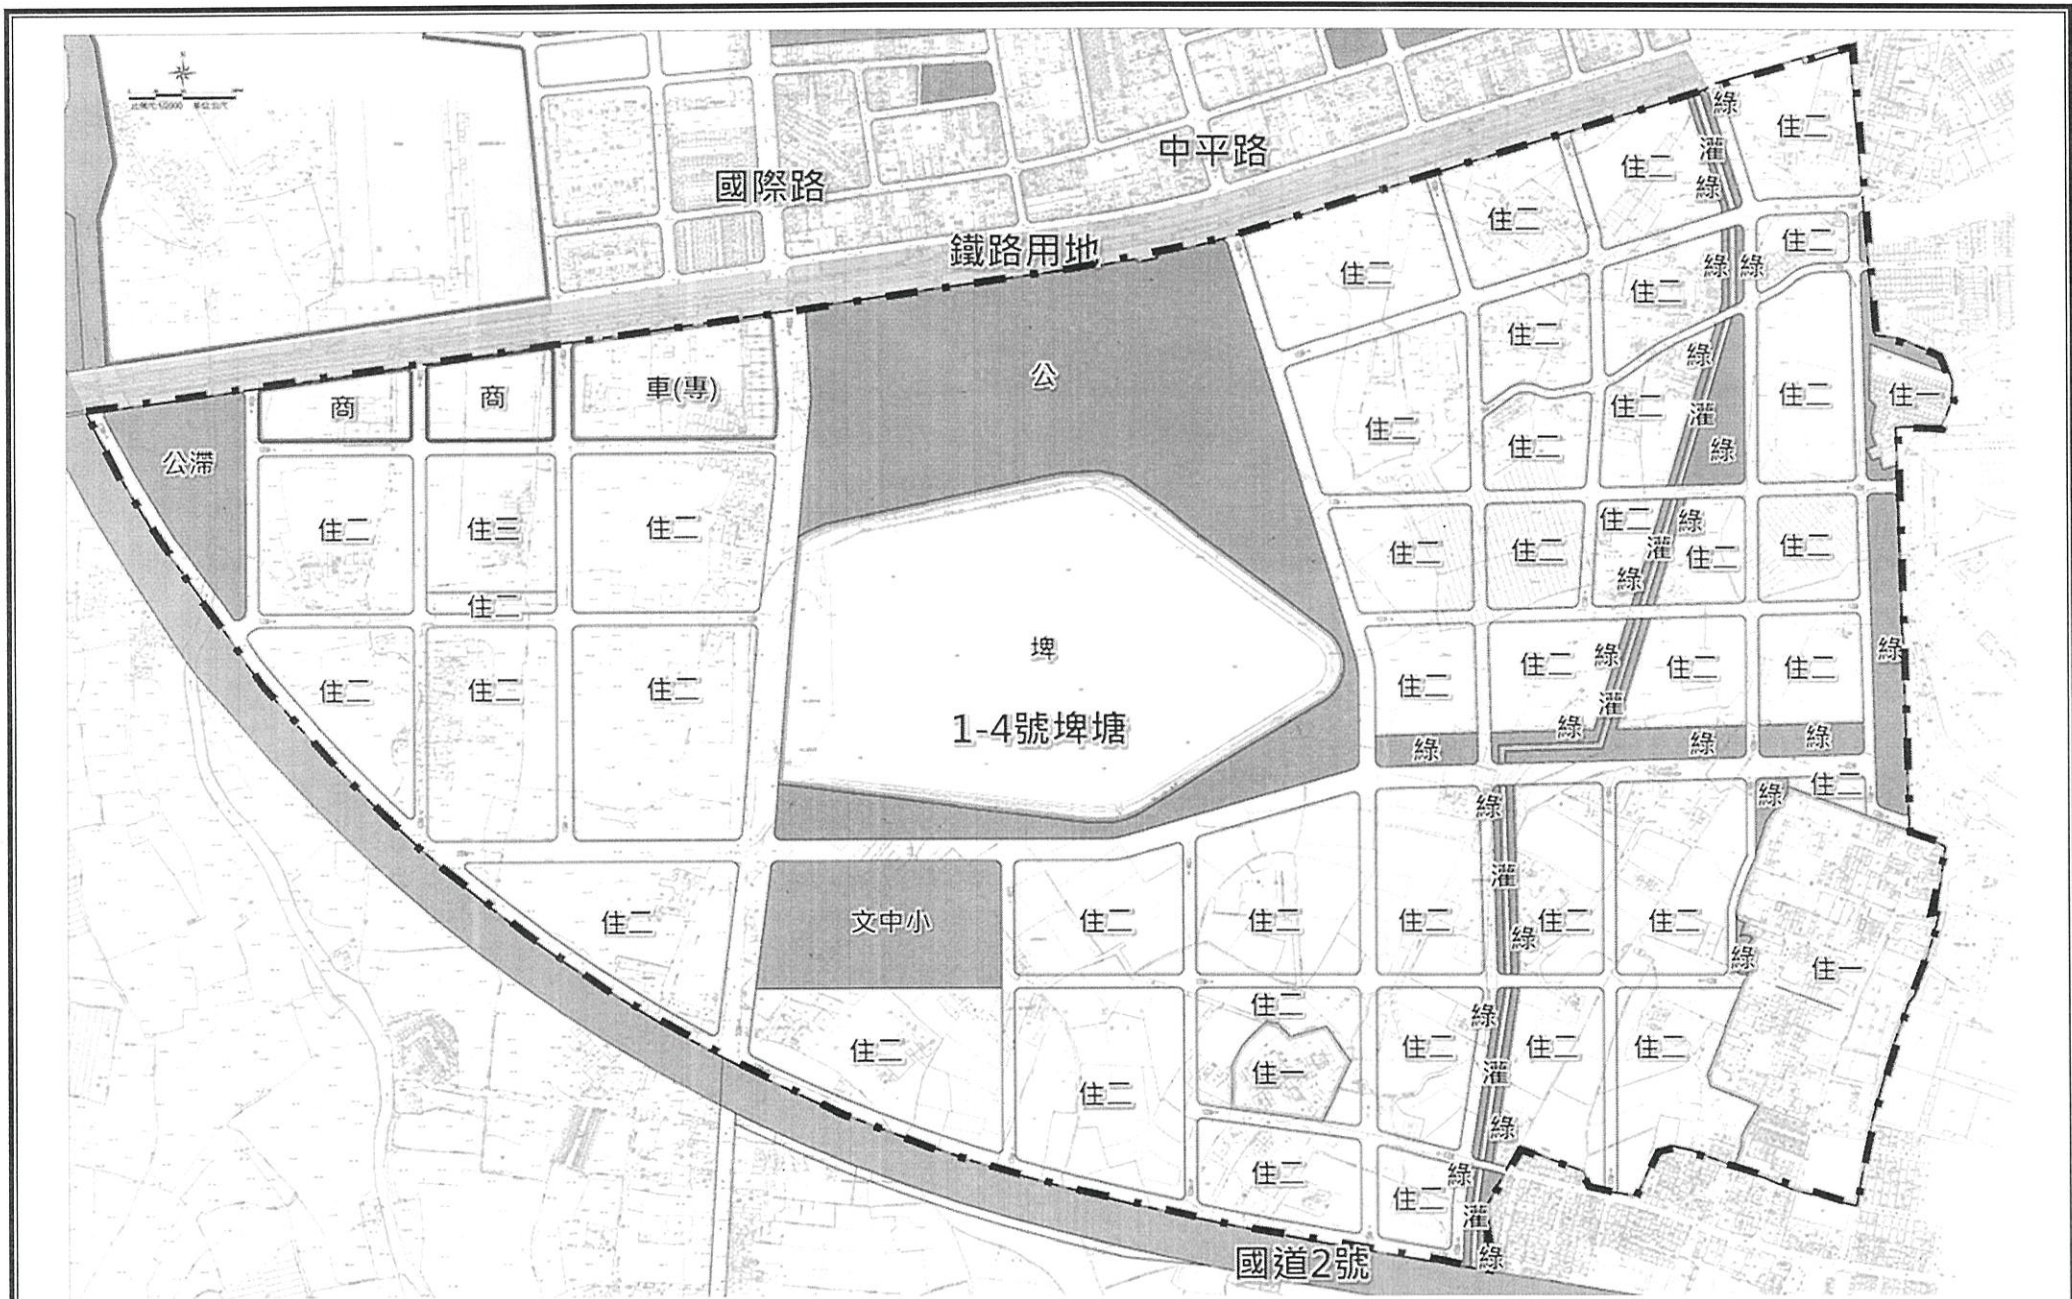 N
中平路
國際路
鐵路用地
綠
住二
灌
住二
綠
住二
住二
住二
綠
綠
住二
住二
綠
公
車(專)
商
商
住二
住一
住二
灌
住二
住二
綠
公滯
住二
住三
住二
住二
住二
住二
綠
灌
住二
住二
綠
住二
埤
綠
住二
住二
住二
綠
住二
住二
住二
住二
住二
灌
1-4號埤塘
綠
綠
綠
綠
住二
綠
綠
灌
文中小
住二
住二
住二
住二
住二
住二
綠
綠
住一
住二
綠
住二
住二
住二
住二
住一
灌
住二
綠
住二
綠
住二
灌
國道2號
綠